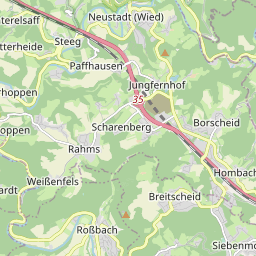 Neustadt (Wied)
Steeg
Paffhausen
Jungfernhof
35
Scharenberg
Borscheid
Rahms
Weißenfels
Breitscheid
Roßbach